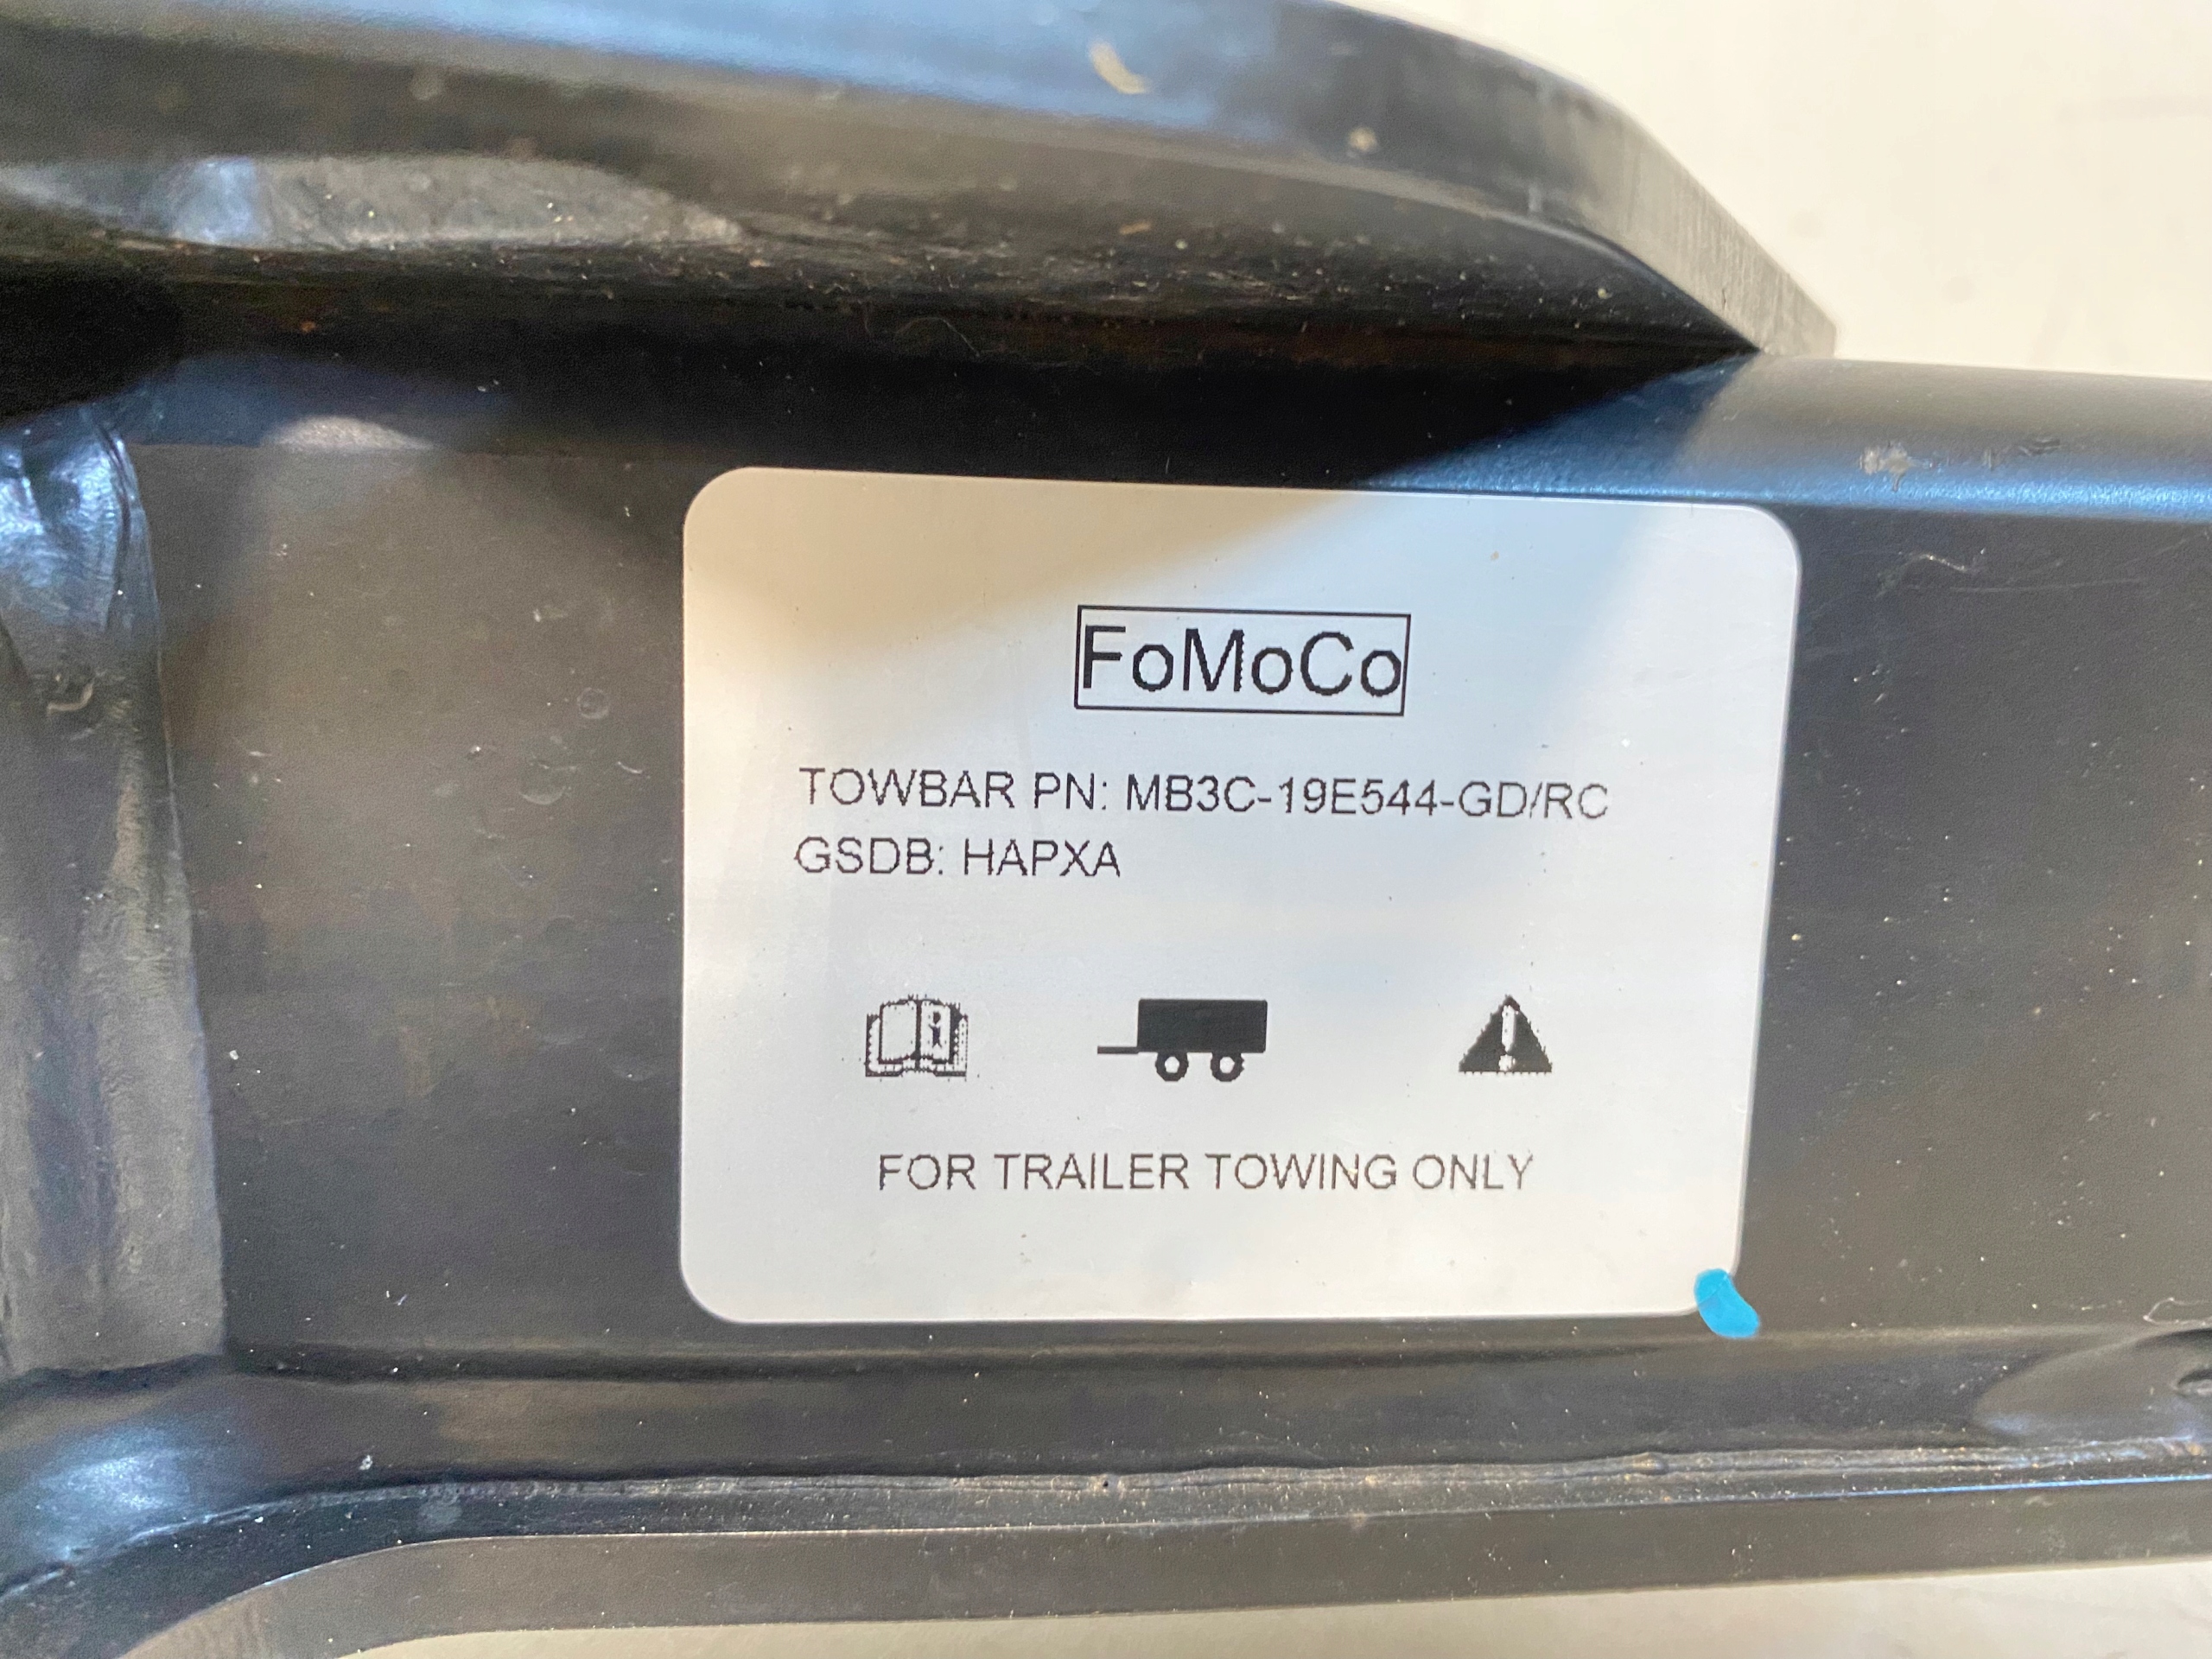 FoMoCo
TOWBAR PN: MB3C-19E544-GD/RC
GSDB: HAPXA
FOR TRAILER TOWING ONLY